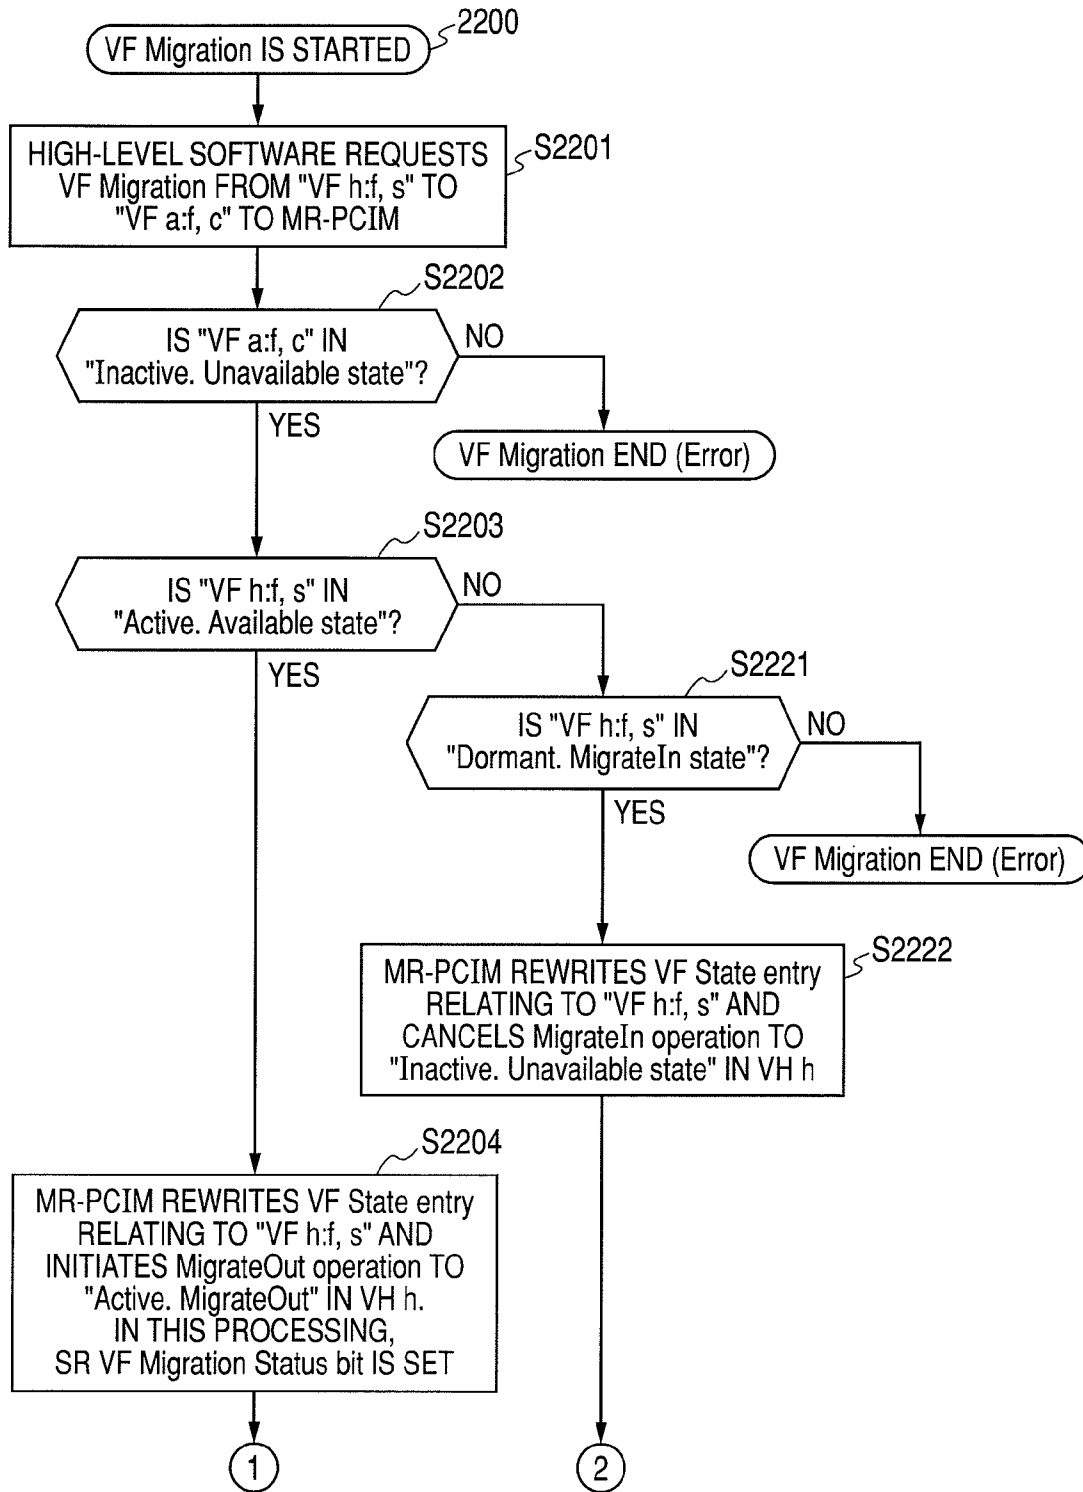 2200
VF Migration IS STARTED
S2201
HIGH-LEVEL SOFTWARE REQUESTS
VF Migration FROM "VF h:f, s" TO
"VF a:f, c" TO MR-PCIM
S2202
IS "VF a:f, c" IN
"Inactive. Unavailable state"?
NO
YES
VF Migration END (Error)
S2203
IS "VF h:f, s" IN
"Active. Available state"?
NO
YES
S2221
IS "VF h:f, s" IN
"Dormant. MigrateIn state"?
NO
YES
VF Migration END (Error)
S2222
MR-PCIM REWRITES VF State entry
RELATING TO "VF h:f, s" AND
CANCELS MigrateIn operation TO
"Inactive. Unavailable state" IN VH h
S2204
MR-PCIM REWRITES VF State entry
RELATING TO "VF h:f, s" AND
INITIATES MigrateOut operation TO
"Active. MigrateOut" IN VH h.
IN THIS PROCESSING,
SR VF Migration Status bit IS SET
1
2